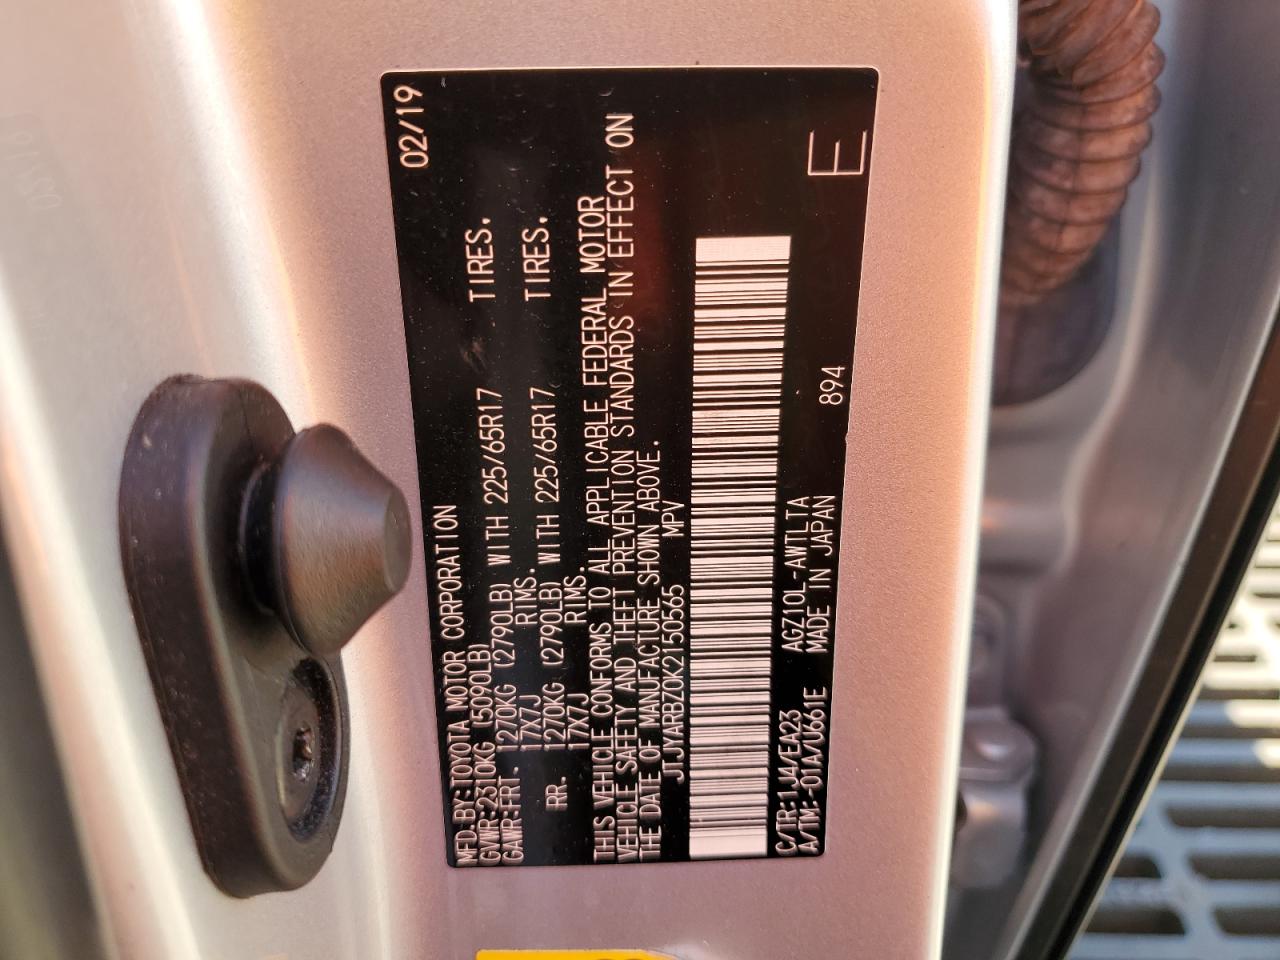 MFD.BY:TOYOTA MOTOR CORPORATION 02/19
GVWR:2310KG (5090LB)
GAWR:FRT. 1270KG (2790LB) WITH 225/65R17 TIRES.
17X7J RIMS.
RR. 1270KG (2790LB) WITH 225/65R17 TIRES.
17X7J RIMS.
THIS VEHICLE CONFORMS TO ALL APPLICABLE FEDERAL MOTOR
VEHICLE SAFETY AND THEFT PREVENTION STANDARDS IN EFFECT ON
THE DATE OF MANUFACTURE SHOWN ABOVE.
JTJYARBZ0K2150565 MPV
C/TR:1J4/EA23 AGZ10L-AWTLTA
A/TM:-01A/U661E MADE IN JAPAN 894
E